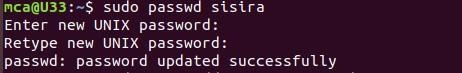 mca@U33:~$ sudo passwd sisira
Enter new UNIX password:
Retype new UNIX password:
passwd: password updated successfully